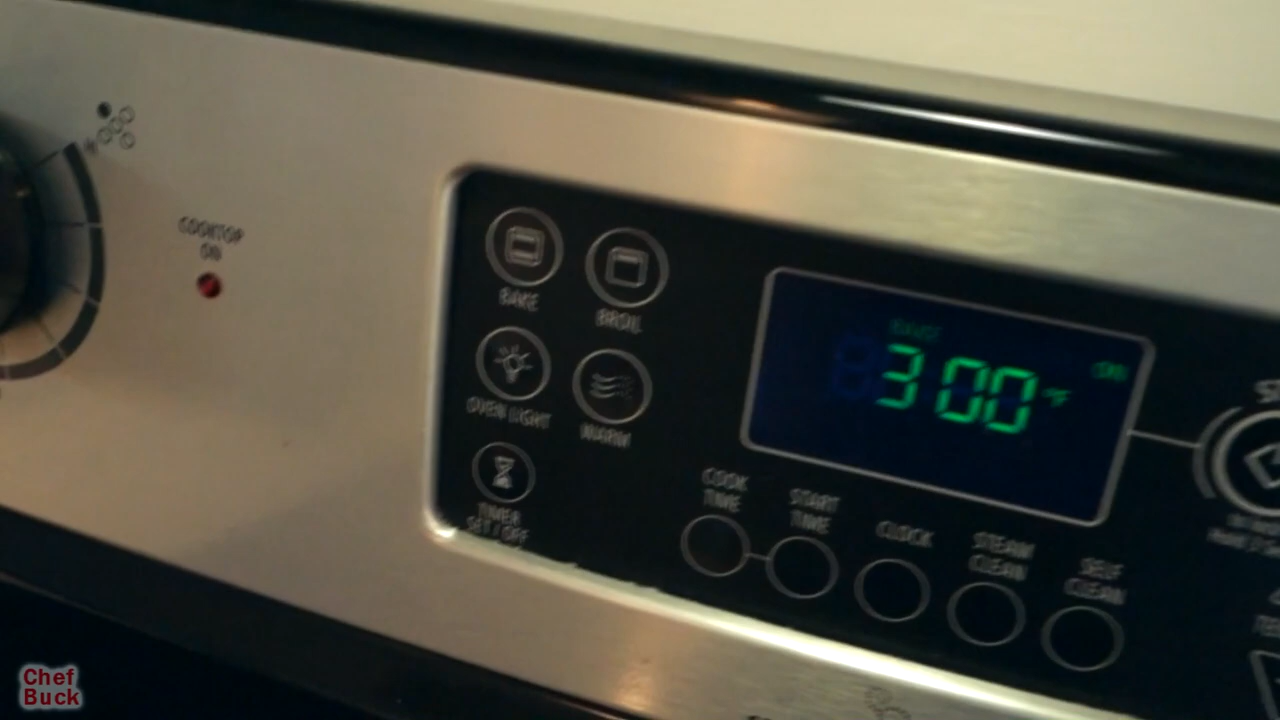 COOKTOP
ON
BAKE
BROIL
OVEN LIGHT
WARM
TIMER
SET/OFF
BAKE
300°F
ON
COOK
TIME
START
TIME
CLOCK
STEAM
CLEAN
SELF
CLEAN
Chef
Buck